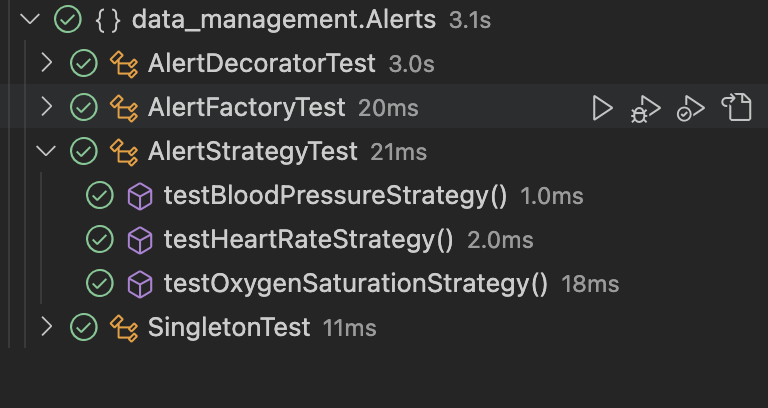 {} data_management.Alerts 3.1s
AlertDecoratorTest 3.0s
AlertFactoryTest 20ms
AlertStrategyTest 21ms
testBloodPressureStrategy() 1.0ms
testHeartRateStrategy() 2.0ms
testOxygenSaturationStrategy() 18ms
SingletonTest 11ms